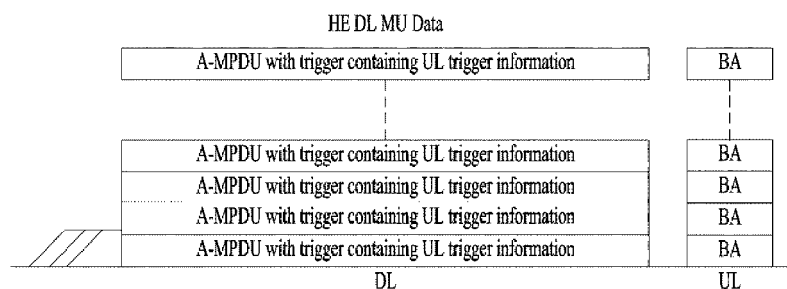 HE DL MU Data
A-MPDU with trigger containing UL trigger information BA
A-MPDU with trigger containing UL trigger information BA
A-MPDU with trigger containing UL trigger information BA
A-MPDU with trigger containing UL trigger information BA
A-MPDU with trigger containing UL trigger information BA
DL UL